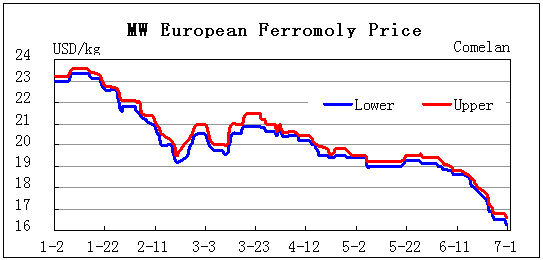 MW European Ferromoly Price
USD/kg
Comelan
24
23
22
21
20
19
18
17
16
Lower
Upper
1-2 1-22 2-11 3-3 3-23 4-12 5-2 5-22 6-11 7-1